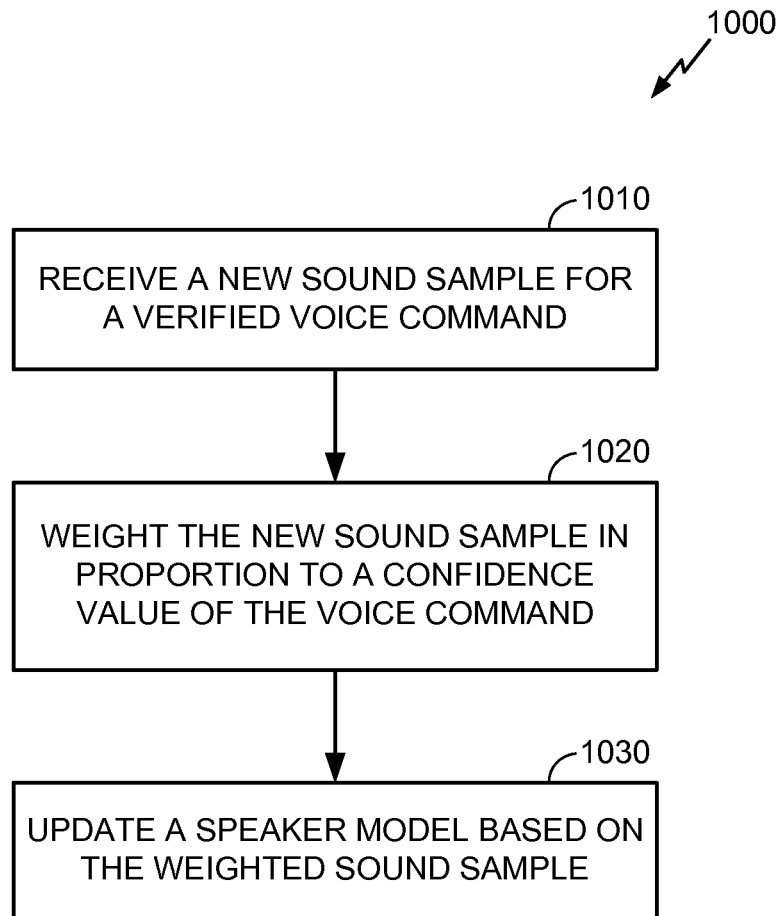 1000
1010
RECEIVE A NEW SOUND SAMPLE FOR
A VERIFIED VOICE COMMAND
1020
WEIGHT THE NEW SOUND SAMPLE IN
PROPORTION TO A CONFIDENCE
VALUE OF THE VOICE COMMAND
1030
UPDATE A SPEAKER MODEL BASED ON
THE WEIGHTED SOUND SAMPLE